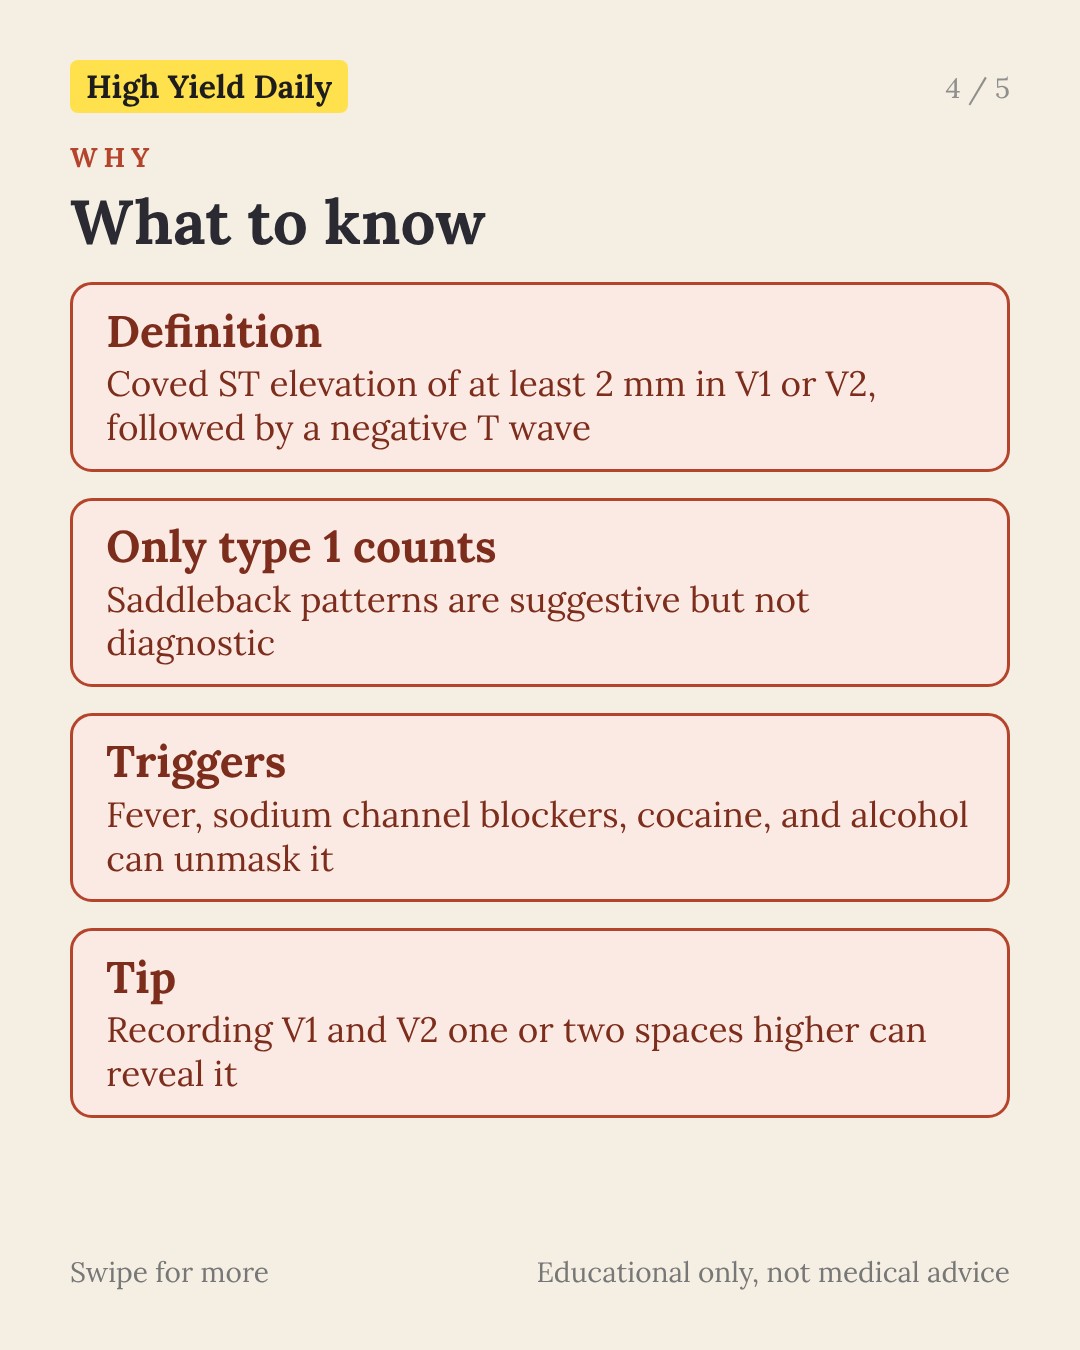 High Yield Daily
4 / 5
WHY
What to know
Definition
Coved ST elevation of at least 2 mm in V1 or V2,
followed by a negative T wave
Only type 1 counts
Saddleback patterns are suggestive but not
diagnostic
Triggers
Fever, sodium channel blockers, cocaine, and alcohol
can unmask it
Tip
Recording V1 and V2 one or two spaces higher can
reveal it
Swipe for more
Educational only, not medical advice